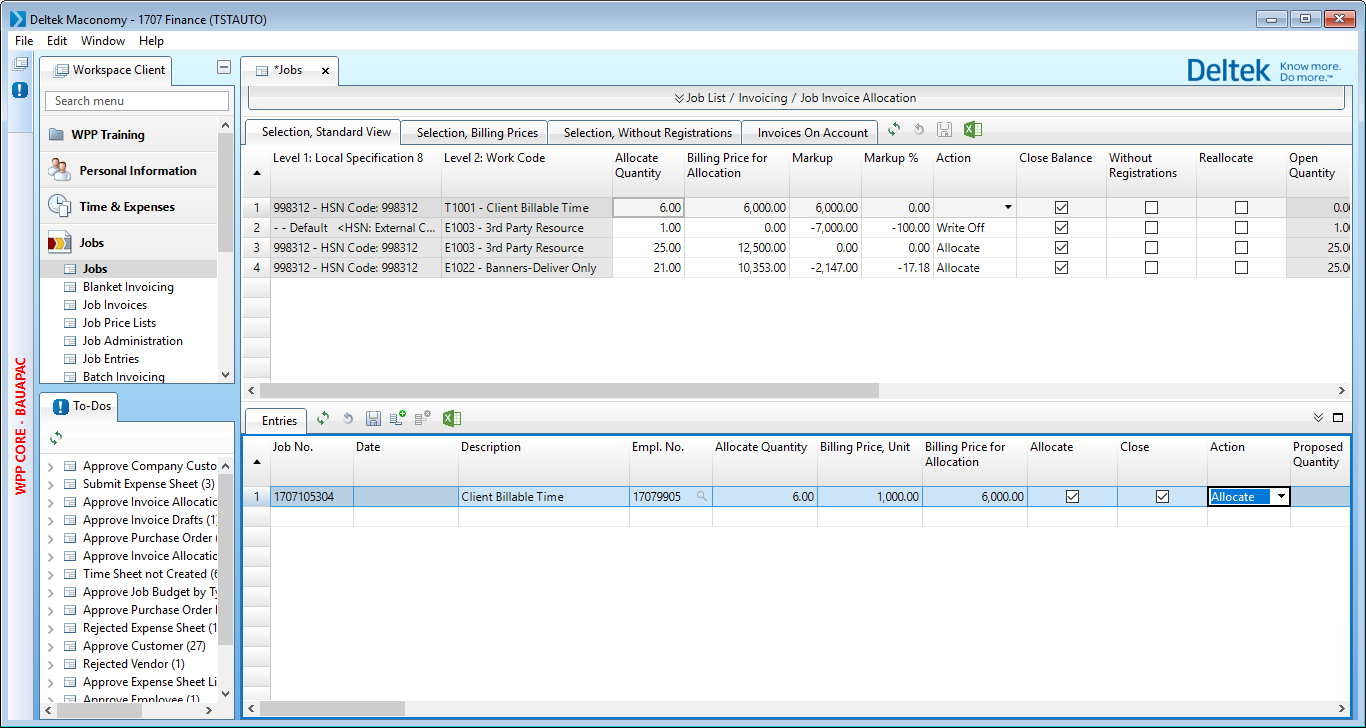 Deltek Maconomy - 1707 Finance (TSTAUTO)
File Edit Window Help
Workspace Client
Search menu
WPP Training
Personal Information
Time & Expenses
Jobs
Jobs
Blanket Invoicing
Job Invoices
Job Price Lists
Job Administration
Job Entries
Batch Invoicing
WPP CORE - BAUAPAC
To-Dos
Approve Company Custo
Submit Expense Sheet (3)
Approve Invoice Allocatic
Approve Invoice Drafts (1
Approve Purchase Order (
Approve Invoice Allocatic
Time Sheet not Created (6
Approve Job Budget by Ty
Approve Purchase Order
Rejected Expense Sheet (1
Approve Customer (27)
Rejected Vendor (1)
Approve Expense Sheet Li
Approve Employee (1)
*Jobs x
Deltek Know more.
Do more.™
Job List / Invoicing / Job Invoice Allocation
Selection, Standard View Selection, Billing Prices Selection, Without Registrations Invoices On Account
Level 1: Local Specification 8 Level 2: Work Code Allocate Quantity Billing Price for Allocation Markup Markup % Action Close Balance Without Registrations Reallocate Open Quantity
1 998312 - HSN Code: 998312 T1001 - Client Billable Time 6.00 6,000.00 6,000.00 0.00 0.00
2 - - Default <HSN: External C... E1003 - 3rd Party Resource 1.00 0.00 -7,000.00 -100.00 Write Off 1.00
3 998312 - HSN Code: 998312 E1003 - 3rd Party Resource 25.00 12,500.00 0.00 0.00 Allocate 25.00
4 998312 - HSN Code: 998312 E1022 - Banners-Deliver Only 21.00 10,353.00 -2,147.00 -17.18 Allocate 25.00
Entries
Job No. Date Description Empl. No. Allocate Quantity Billing Price, Unit Billing Price for Allocation Allocate Close Action Proposed Quantity
1 1707105304 Client Billable Time 17079905 6.00 1,000.00 6,000.00 Allocate